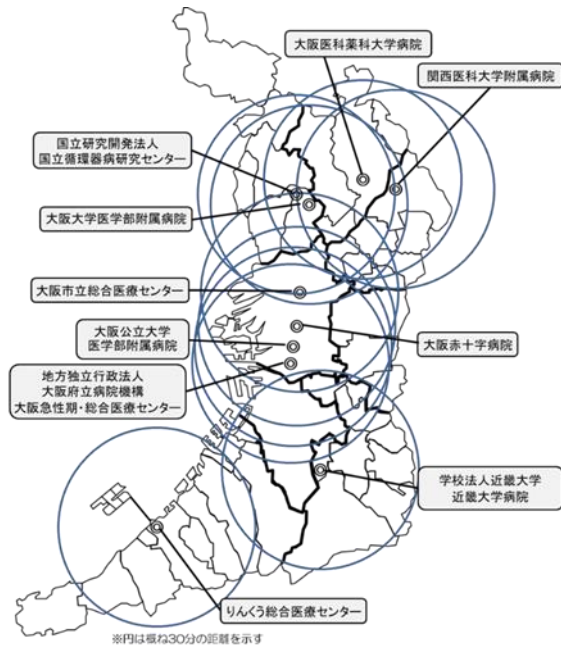 大阪医科薬科大学病院
関西医科大学附属病院
国立研究開発法人
国立循環器病研究センター
大阪大学医学部附属病院
大阪市立総合医療センター
大阪公立大学
医学部附属病院
大阪赤十字病院
地方独立行政法人
大阪府立病院機構
大阪急性期・総合医療センター
学校法人近畿大学
近畿大学病院
りんくう総合医療センター
※円は概ね30分の距離を示す